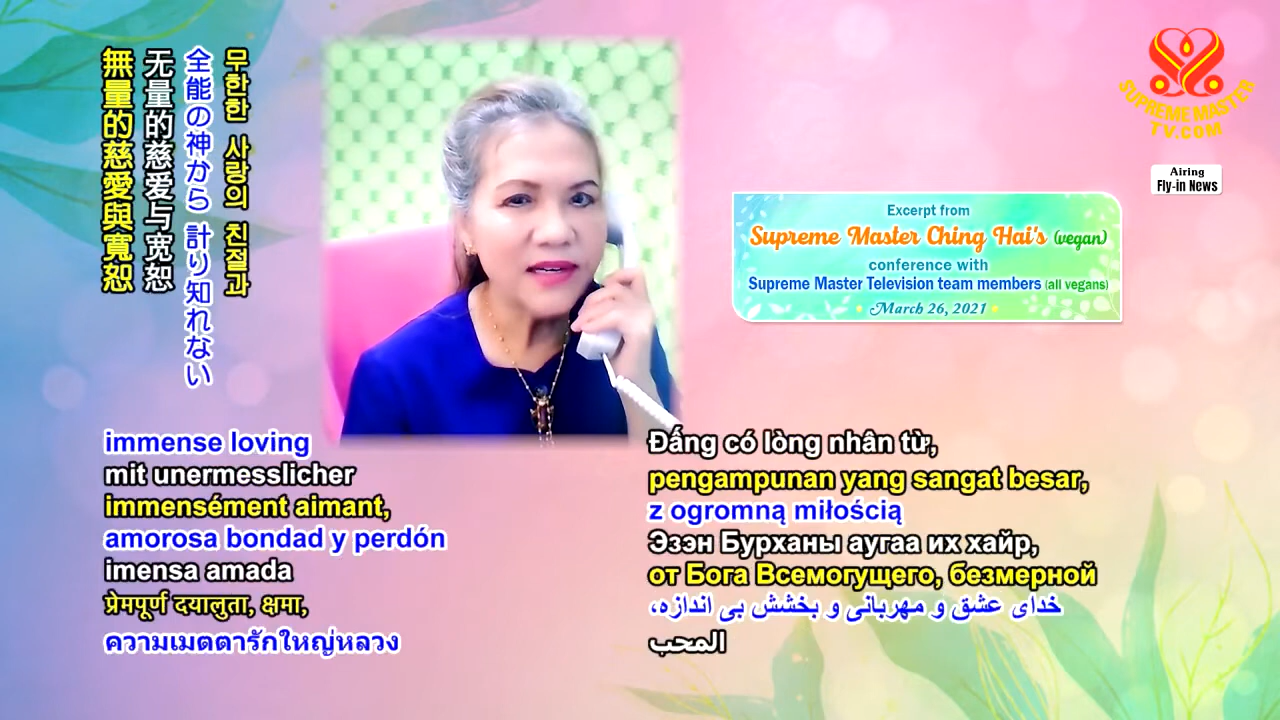 무한한 사랑의 친절과
全能の神から 計り知れない
无量的慈爱与宽恕
無量的慈愛與寬恕
SUPREME MASTER
TV.COM
Airing
Fly-in News
Excerpt from
Supreme Master Ching Hai's (vegan)
conference with
Supreme Master Television team members (all vegans)
March 26, 2021
immense loving
mit unermesslicher
immensément aimant,
amorosa bondad y perdón
imensa amada
प्रेमपूर्ण दयालुता, क्षमा,
ความเมตตารักใหญ่หลวง
Đấng có lòng nhân từ,
pengampunan yang sangat besar,
z ogromną miłością
Эзэн Бурханы аугаа их хайр,
от Бога Всемогущего, безмерной
خدای عشق و مهربانی و بخشش بی اندازه،
المحب